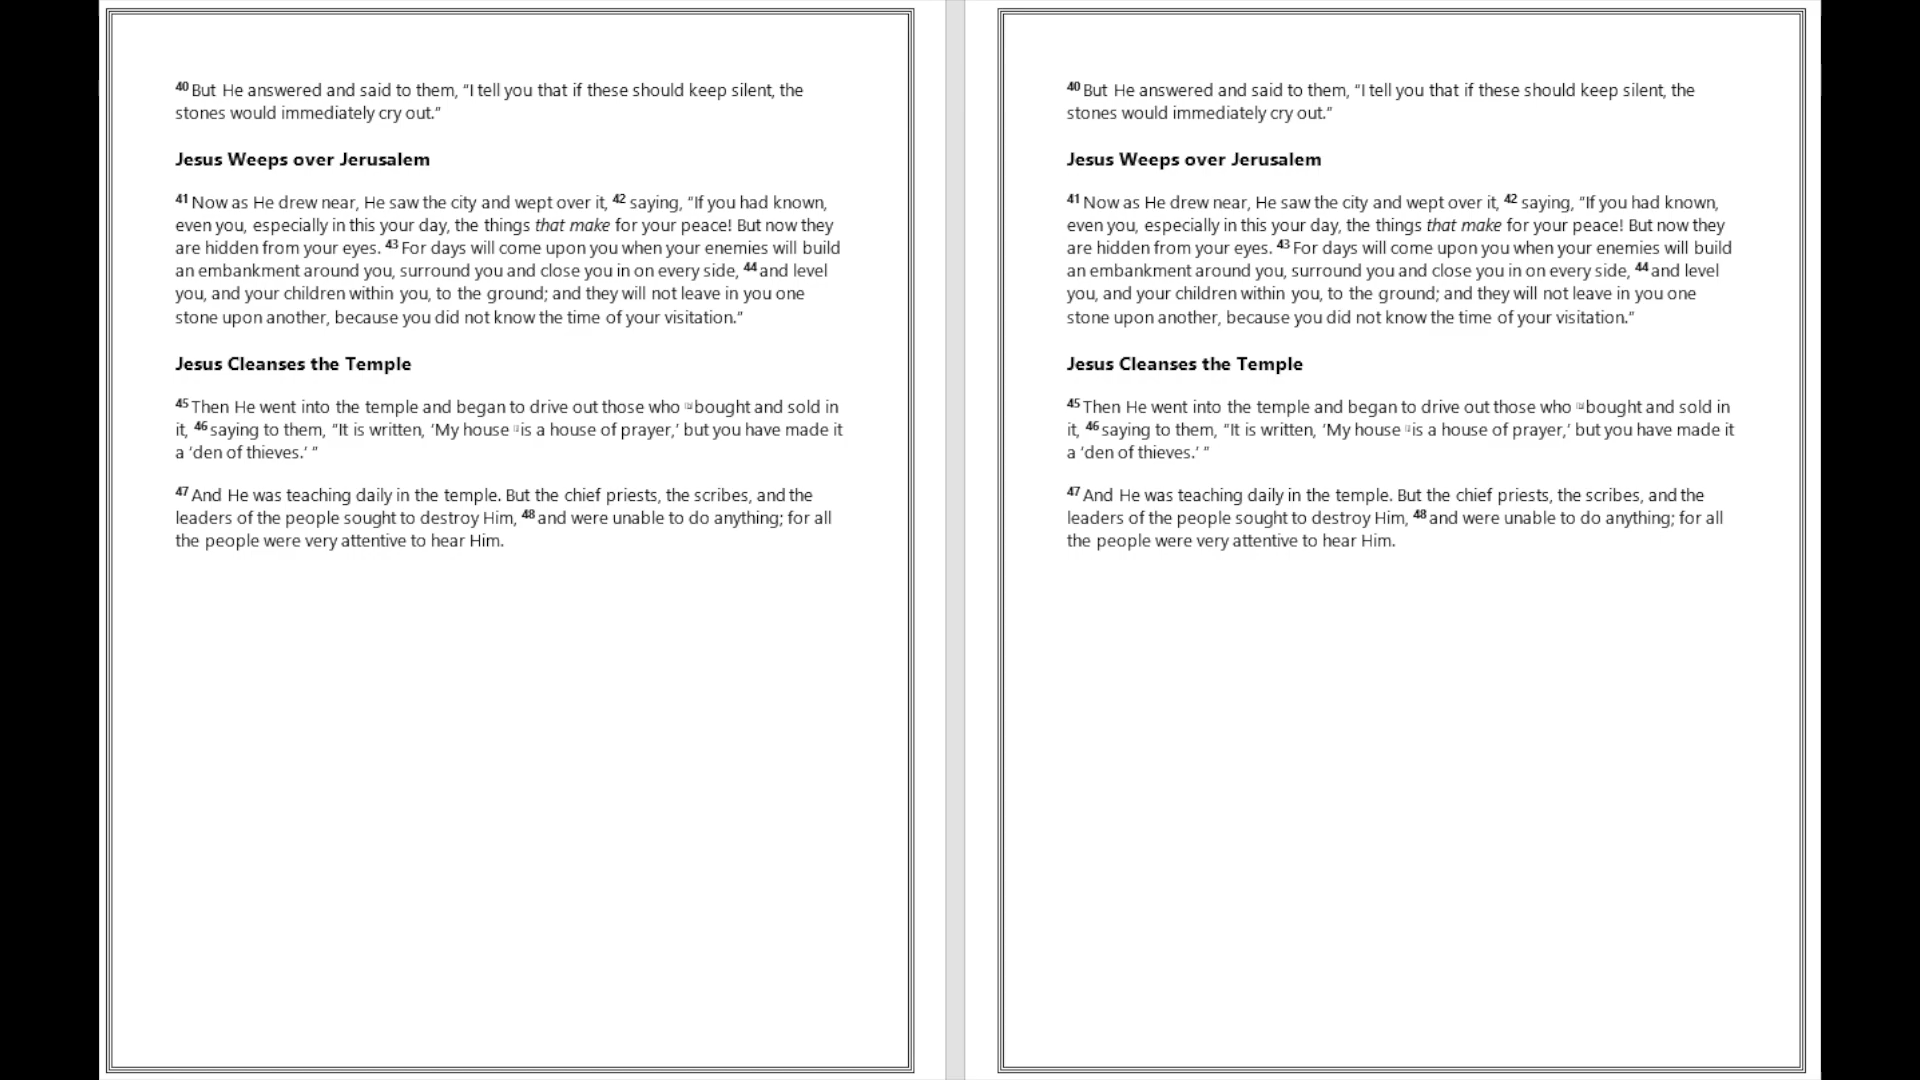 40 But He answered and said to them, “I tell you that if these should keep silent, the
stones would immediately cry out.”
Jesus Weeps over Jerusalem
41 Now as He drew near, He saw the city and wept over it, 42 saying, “If you had known,
even you, especially in this your day, the things that make for your peace! But now they
are hidden from your eyes. 43 For days will come upon you when your enemies will build
an embankment around you, surround you and close you in on every side, 44 and level
you, and your children within you, to the ground; and they will not leave in you one
stone upon another, because you did not know the time of your visitation.”
Jesus Cleanses the Temple
45 Then He went into the temple and began to drive out those who bought and sold in
it, 46 saying to them, “It is written, ‘My house is a house of prayer,’ but you have made it
a ‘den of thieves.’ ”
47 And He was teaching daily in the temple. But the chief priests, the scribes, and the
leaders of the people sought to destroy Him, 48 and were unable to do anything; for all
the people were very attentive to hear Him.
40 But He answered and said to them, “I tell you that if these should keep silent, the
stones would immediately cry out.”
Jesus Weeps over Jerusalem
41 Now as He drew near, He saw the city and wept over it, 42 saying, “If you had known,
even you, especially in this your day, the things that make for your peace! But now they
are hidden from your eyes. 43 For days will come upon you when your enemies will build
an embankment around you, surround you and close you in on every side, 44 and level
you, and your children within you, to the ground; and they will not leave in you one
stone upon another, because you did not know the time of your visitation.”
Jesus Cleanses the Temple
45 Then He went into the temple and began to drive out those who bought and sold in
it, 46 saying to them, “It is written, ‘My house is a house of prayer,’ but you have made it
a ‘den of thieves.’ ”
47 And He was teaching daily in the temple. But the chief priests, the scribes, and the
leaders of the people sought to destroy Him, 48 and were unable to do anything; for all
the people were very attentive to hear Him.